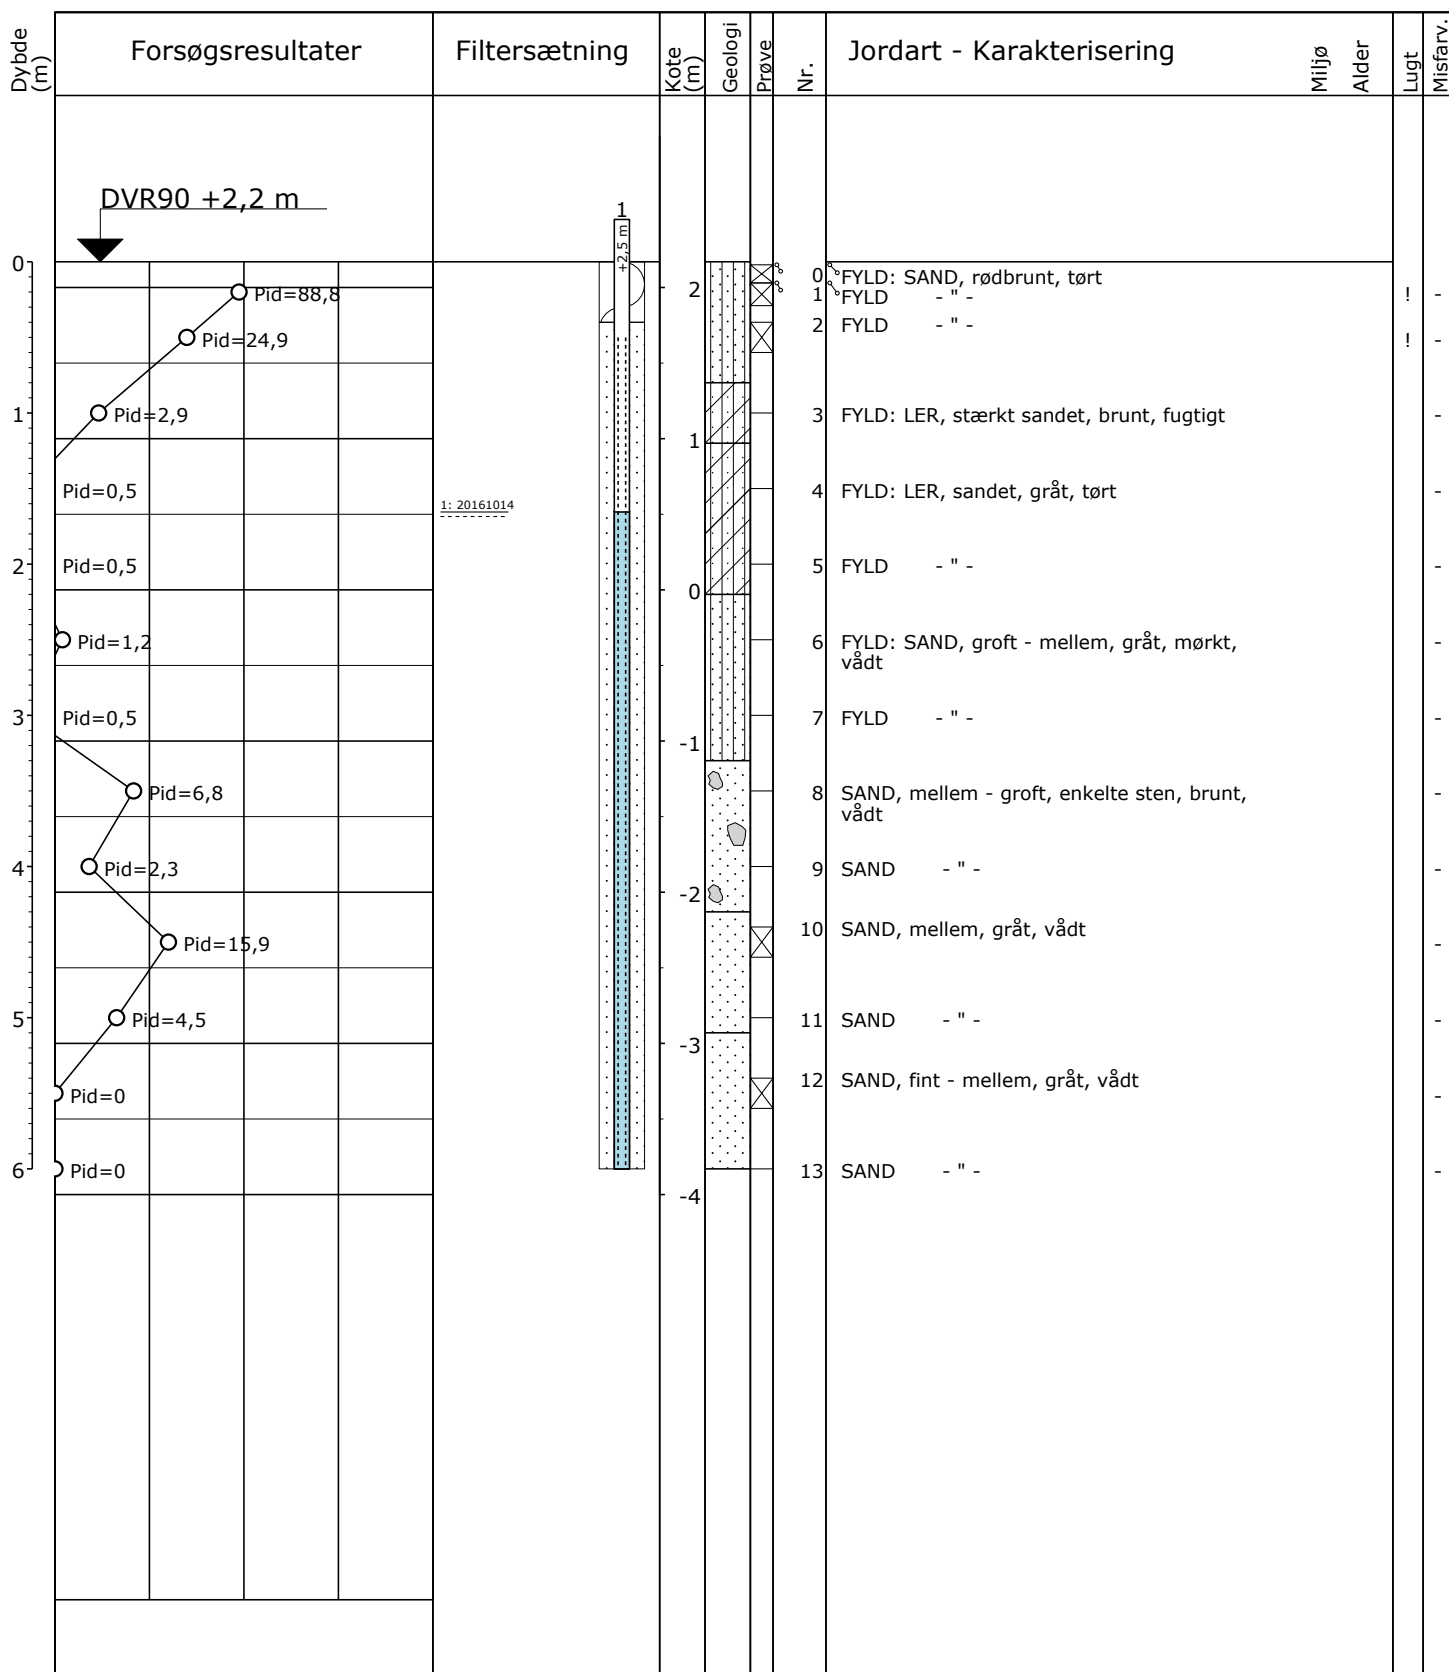 Dybde
(m)
Forsøgsresultater
Filtersætning
Kote
(m)
Geologi
Prøve
Nr.
Jordart - Karakterisering
Miljø
Alder
Lugt
Misfarv.
DVR90 +2,2 m
1
+2,5 m
0
0 FYLD: SAND, rødbrunt, tørt
Pid=88,8
2
1 FYLD - " - ! -
2 FYLD - " -
Pid=24,9
! -
1
Pid=2,9
3 FYLD: LER, stærkt sandet, brunt, fugtigt -
1
Pid=0,5
4 FYLD: LER, sandet, gråt, tørt -
1: 20161014
2
Pid=0,5
5 FYLD - " - -
0
Pid=1,2
6 FYLD: SAND, groft - mellem, gråt, mørkt, -
vådt
3
Pid=0,5
7 FYLD - " - -
-1
Pid=6,8
8 SAND, mellem - groft, enkelte sten, brunt, -
vådt
4
Pid=2,3
9 SAND - " - -
-2
10 SAND, mellem, gråt, vådt
Pid=15,9
-
5
Pid=4,5
11 SAND - " - -
-3
12 SAND, fint - mellem, gråt, vådt
Pid=0
-
6
Pid=0
13 SAND - " - -
-4